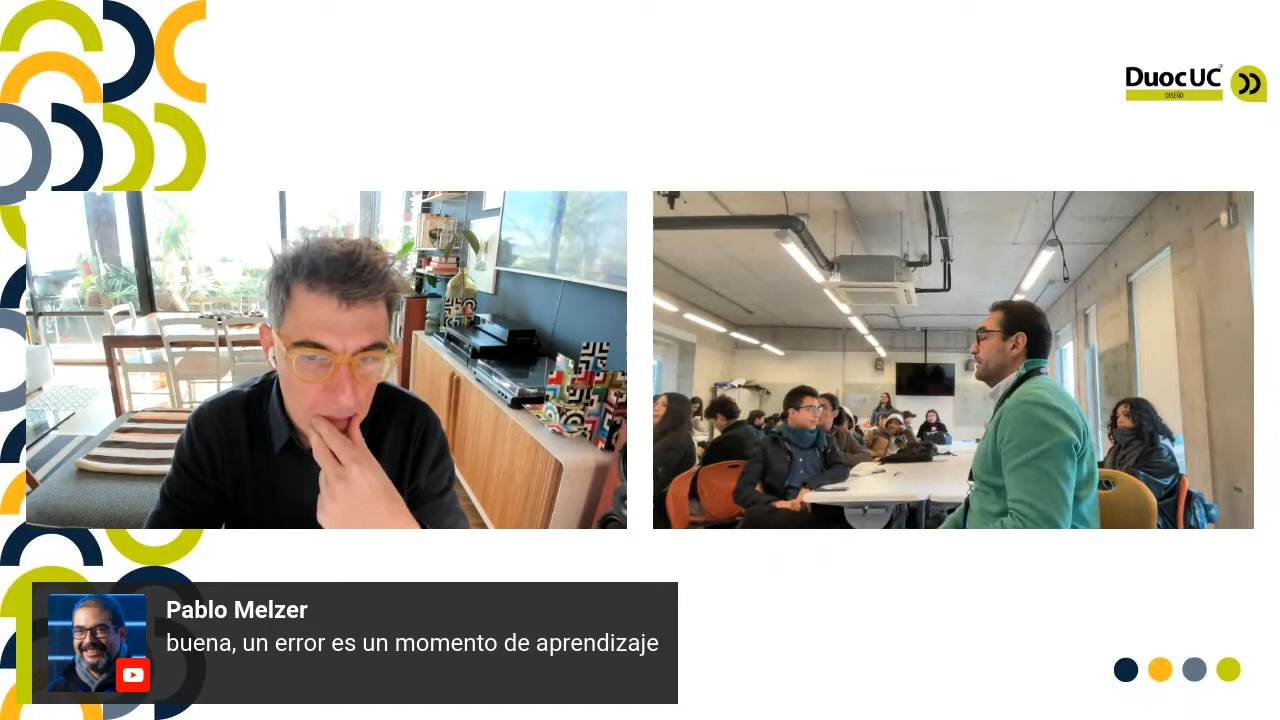 DuocUC
DISEÑO
Pablo Melzer
buena, un error es un momento de aprendizaje